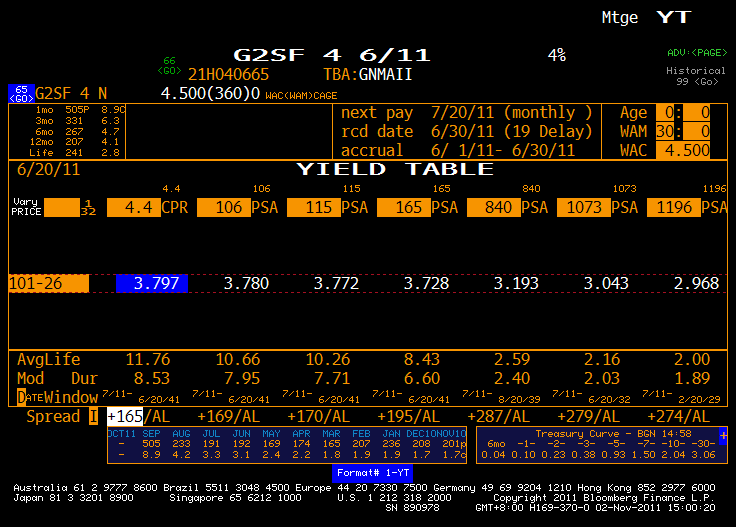 Mtge YT
66
<GO>
G2SF 4 6/11 4%
ADV:<PAGE>
21H040665 TBA:GNMAII
Historical
99 <Go>
65
<GO>
G2SF 4 N 4.500(360)0 WAC(WAM)CAGE
1mo 505P 8.9C
3mo 331 6.3
6mo 267 4.7
12mo 207 4.1
Life 241 2.8
next pay 7/20/11 (monthly )
rcd date 6/30/11 (19 Delay)
accrual 6/ 1/11- 6/30/11
Age 0: 0
WAM 30: 0
WAC 4.500
6/20/11 YIELD TABLE
4.4 106 115 165 840 1073 1196
Vary
PRICE 1/32 4.4 CPR 106 PSA 115 PSA 165 PSA 840 PSA 1073 PSA 1196 PSA
101-26 3.797 3.780 3.772 3.728 3.193 3.043 2.968
AvgLife 11.76 10.66 10.26 8.43 2.59 2.16 2.00
Mod Dur 8.53 7.95 7.71 6.60 2.40 2.03 1.89
DATEWindow 7/11-6/20/41 7/11-6/20/41 7/11-6/20/41 7/11-6/20/41 7/11-8/20/39 7/11-6/20/32 7/11-2/20/29
Spread I +165/AL +169/AL +170/AL +195/AL +287/AL +279/AL +274/AL
OCT11 SEP AUG JUL JUN MAY APR MAR FEB JAN DEC10 NOV10
- 505 233 191 191 192 169 174 165 236 208 201p
- 8.9 4.2 3.3 3.1 2.4 2.2 1.8 1.9 1.9 1.7 1.7c
Treasury Curve - BGN 14:58 +
6mo -1- -2- -3- -5- -7- -10- -30-
0.04 0.10 0.23 0.38 0.93 1.50 2.04 3.06
Format# 1-YT
Australia 61 2 9777 8600 Brazil 5511 3048 4500 Europe 44 20 7330 7500 Germany 49 69 9204 1210 Hong Kong 852 2977 6000
Japan 81 3 3201 8900 Singapore 65 6212 1000 U.S. 1 212 318 2000 Copyright 2011 Bloomberg Finance L.P.
SN 890978 GMT+8:00 H169-370-0 02-Nov-2011 15:00:20